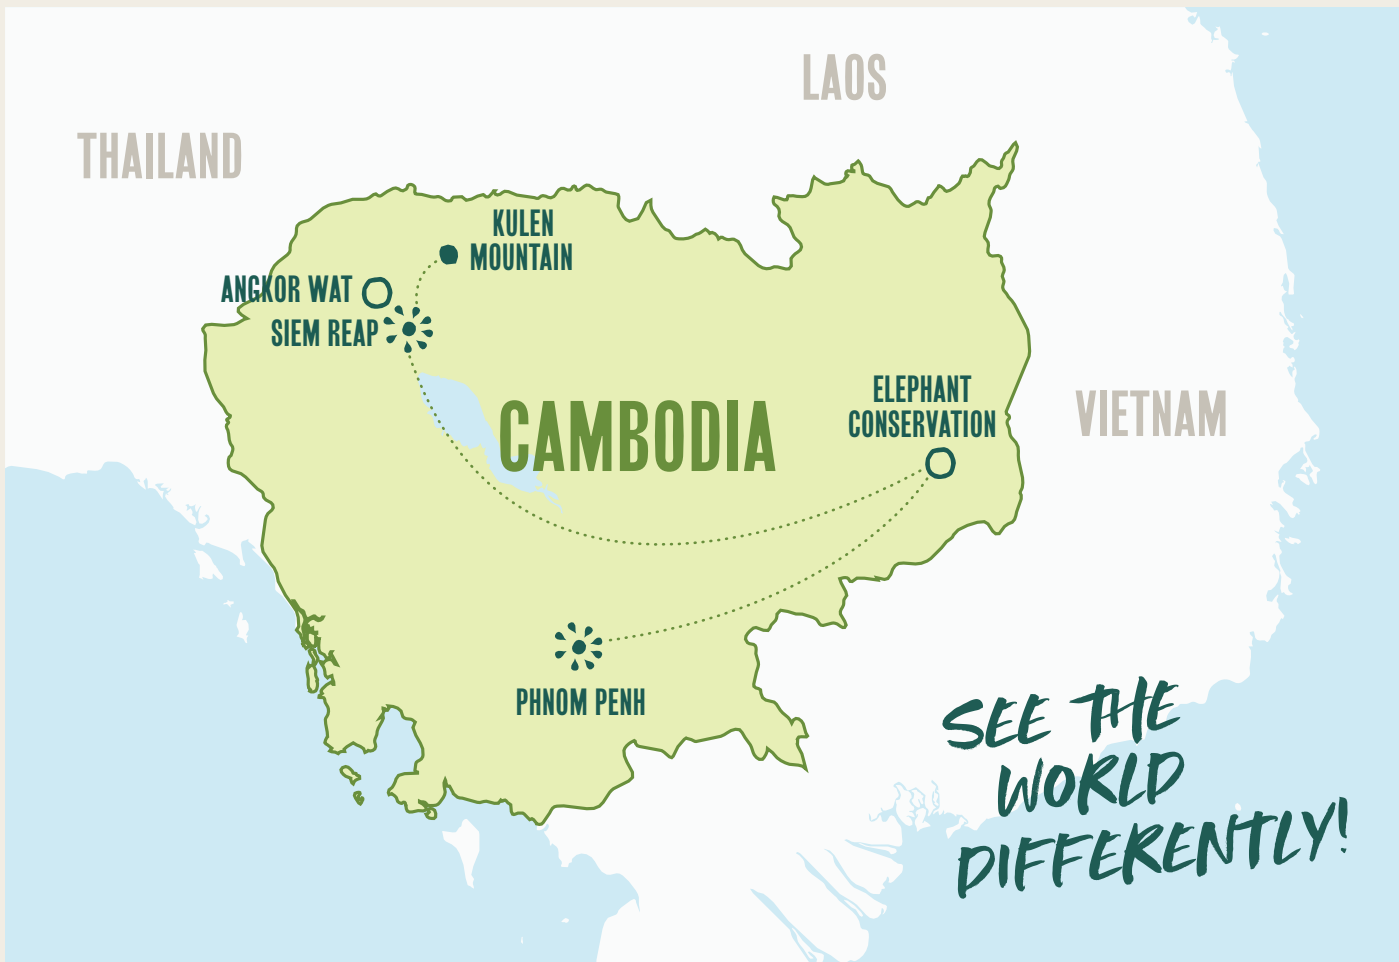 LAOS
THAILAND
KULEN
MOUNTAIN
ANGKOR WAT
SIEM REAP
ELEPHANT
CONSERVATION
CAMBODIA
VIETNAM
PHNOM PENH
SEE THE
WORLD
DIFFERENTLY!